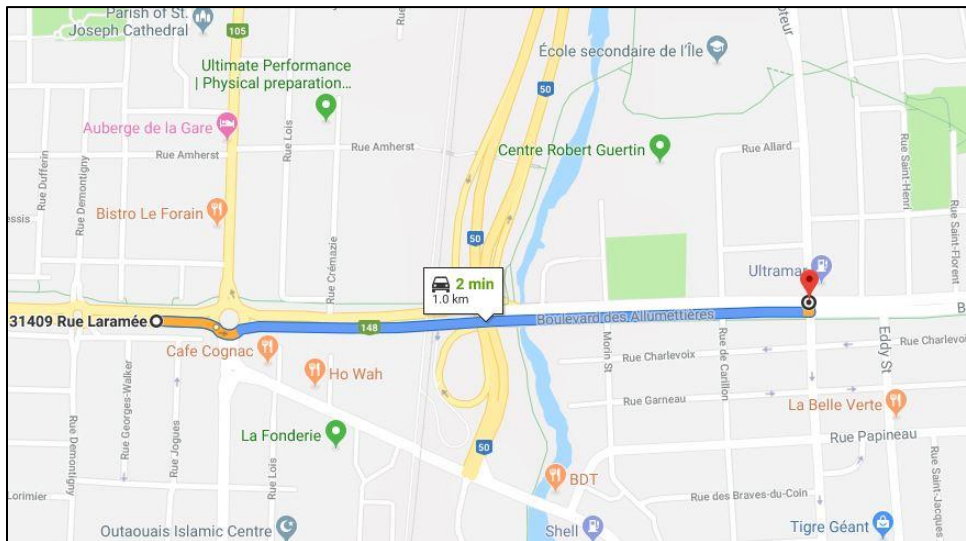 Parish of St.
Joseph Cathedral
105
Ultimate Performance
| Physical preparation...
50
École secondaire de l'Île
Auberge de la Gare
Rue Lois
Rue Amherst
Rue Amherst
Centre Robert Guertin
Rue Allard
Rue Saint-Henri
Rue Dufferin
Rue Demontigny
Bistro Le Forain
Rue Crémazie
50
Rue Saint-Florent
Ultramar
2 min
1.0 km
31409 Rue Laramée
148
Boulevard des Allumettières
B
Cafe Cognac
Ho Wah
Morin St
Rue Charlevoix
Rue de Carillon
Rue Charlevoix
Eddy St
Rue Georges-Walker
Rue Jogues
Rue Demontigny
Rue Garneau
La Belle Verte
La Fonderie
50
Rue Papineau
Rue Lois
BDT
Lorimier
Rue des Braves-du-Coin
Rue Saint-Jacques
Outaouais Islamic Centre
Shell
Tigre Géant